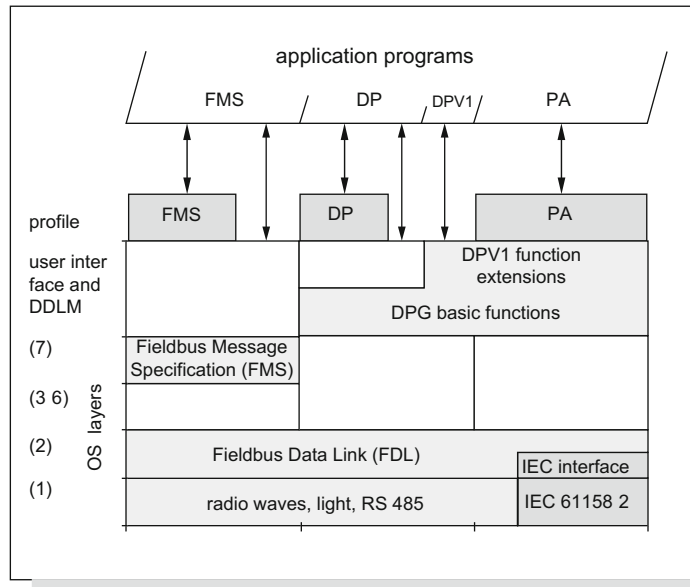 application programs
FMS
DP
DPV1
PA
profile
FMS
DP
PA
user inter
face and
DDLM
DPV1 function
extensions
DPG basic functions
(7)
Fieldbus Message
Specification (FMS)
(3 6)
OS layers
(2)
Fieldbus Data Link (FDL)
IEC interface
(1)
radio waves, light, RS 485
IEC 61158 2